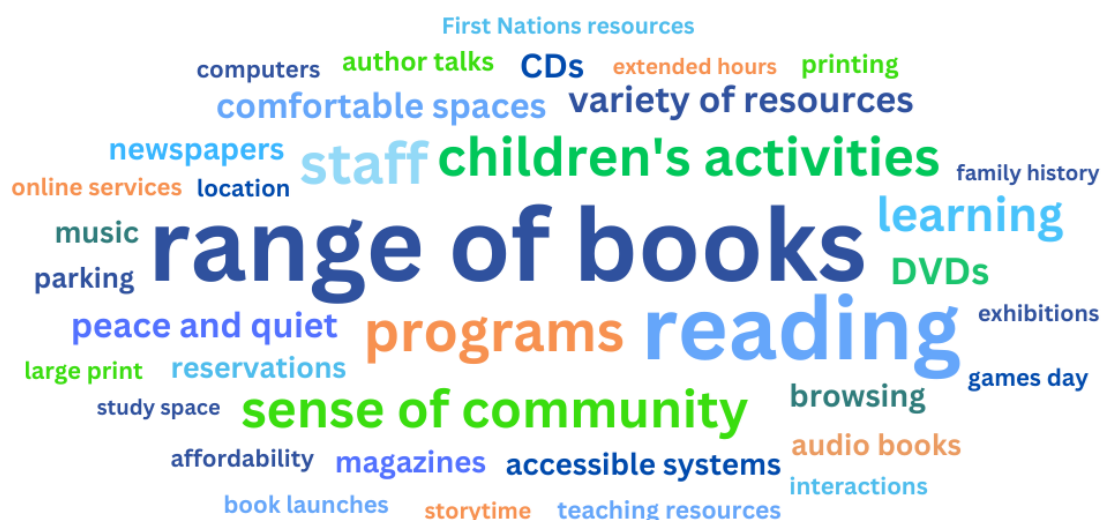 First Nations resources
computers author talks CDs extended hours printing
comfortable spaces variety of resources
newspapers staff children's activities family history
online services location
music range of books learning
parking DVDs
peace and quiet programs reading exhibitions
large print reservations games day
study space sense of community browsing
affordability magazines accessible systems audio books
interactions
book launches storytime teaching resources